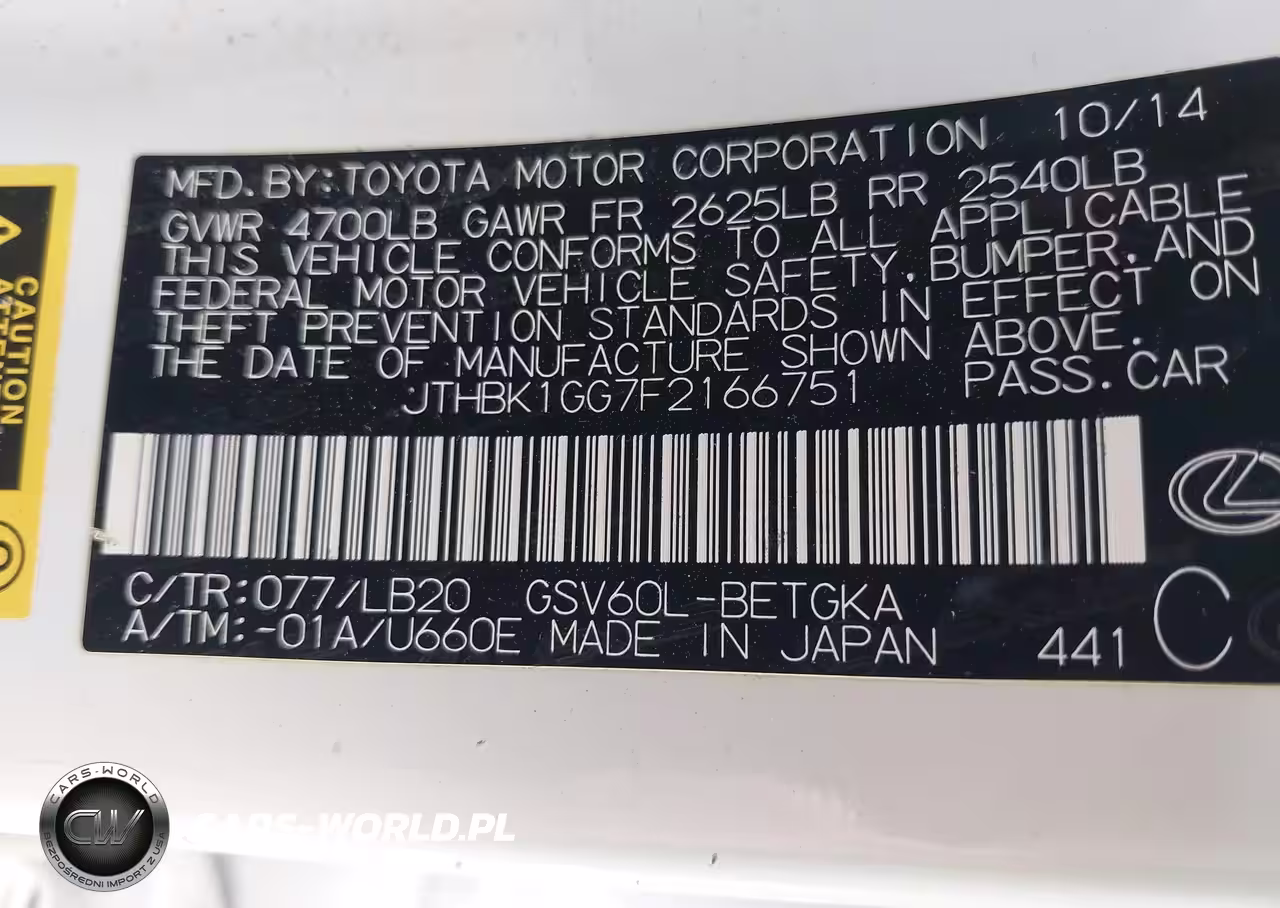 MFD. BY: TOYOTA MOTOR CORPORATION 10/14
GVWR 4700LB GAWR FR 2625LB RR 2540LB
THIS VEHICLE CONFORMS TO ALL APPLICABLE
FEDERAL MOTOR VEHICLE SAFETY, BUMPER, AND
THEFT PREVENTION STANDARDS IN EFFECT ON
THE DATE OF MANUFACTURE SHOWN ABOVE.
JTHBK1GG7F2166751 PASS. CAR
C/TR: 077/LB20 GSV60L-BETGKA
A/TM: -01A/U660E MADE IN JAPAN 441 C
CAUTION
CARS-WORLD
CW
BEZPOŚREDNI IMPORT Z USA
CARS-WORLD.PL